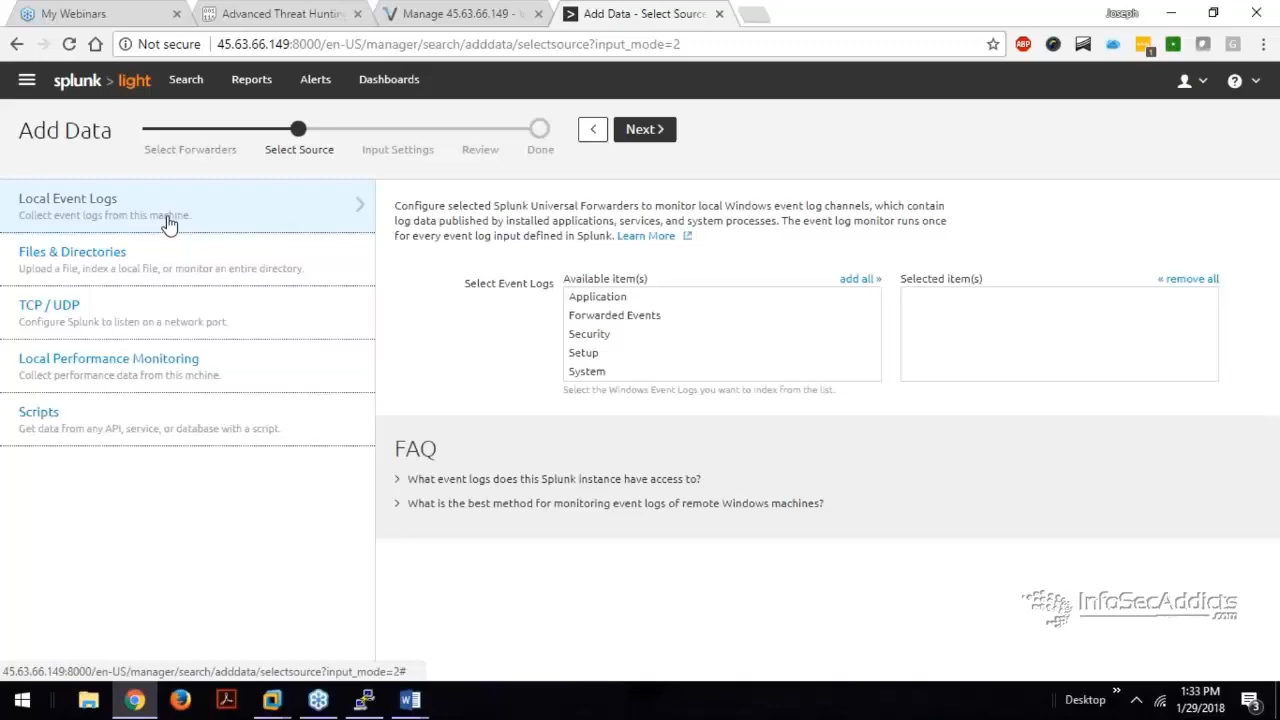 My Webinars
Advanced Threat Hunting
Manage 45.63.66.149 -
Add Data - Select Source
Joseph
Not secure
45.63.66.149:8000/en-US/manager/search/adddata/selectsource?input_mode=2
ABP
1
G
splunk>light
Search
Reports
Alerts
Dashboards
?
Add Data
Select Forwarders
Select Source
Input Settings
Review
Done
<
Next >
Local Event Logs
Collect event logs from this machine.
Files & Directories
Upload a file, index a local file, or monitor an entire directory.
TCP / UDP
Configure Splunk to listen on a network port.
Local Performance Monitoring
Collect performance data from this mchine.
Scripts
Get data from any API, service, or database with a script.
Configure selected Splunk Universal Forwarders to monitor local Windows event log channels, which contain
log data published by installed applications, services, and system processes. The event log monitor runs once
for every event log input defined in Splunk. Learn More
Select Event Logs
Available item(s)
add all »
Application
Forwarded Events
Security
Setup
System
Selected item(s)
« remove all
Select the Windows Event Logs you want to index from the list.
FAQ
> What event logs does this Splunk instance have access to?
> What is the best method for monitoring event logs of remote Windows machines?
InfoSecAddicts
.com
45.63.66.149:8000/en-US/manager/search/adddata/selectsource?input_mode=2#
Desktop
»
1:33 PM
1/29/2018
3